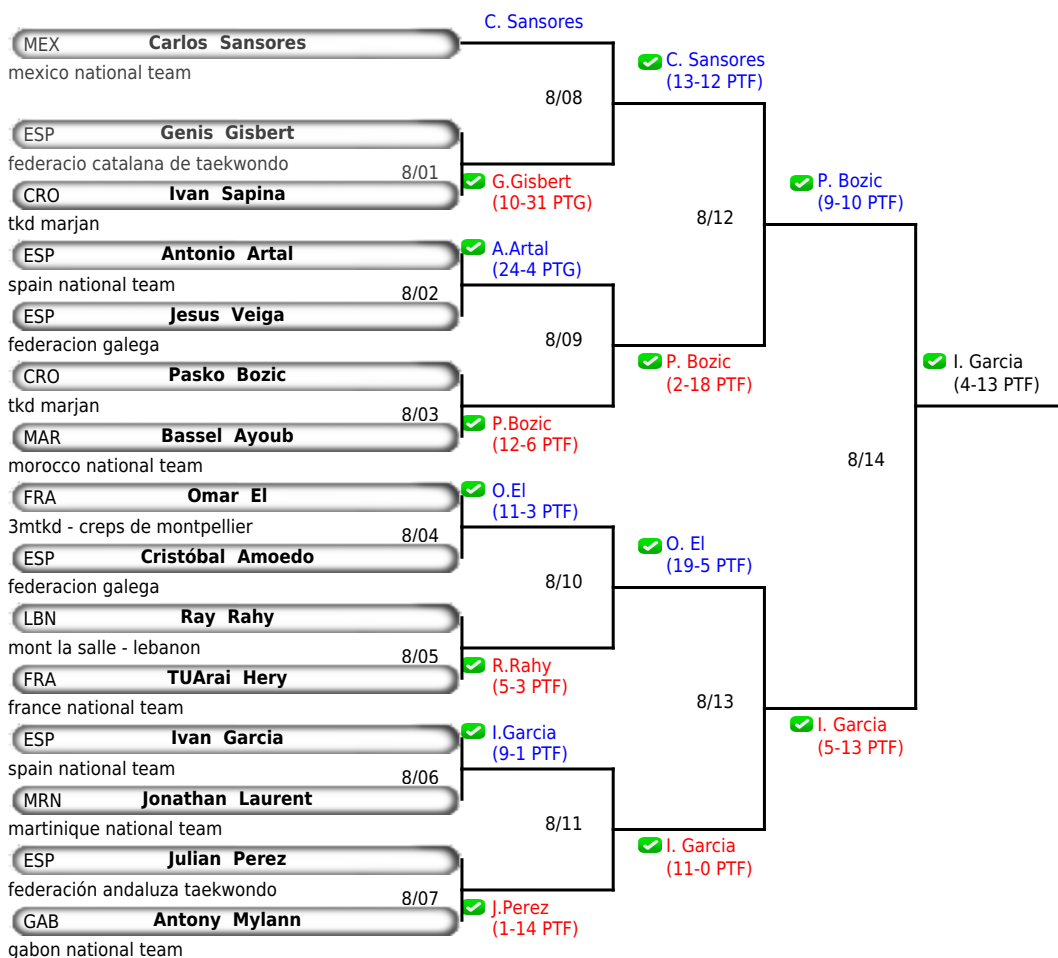 C. Sansores
MEX Carlos Sansores
mexico national team
C. Sansores
(13-12 PTF)
8/08
ESP Genis Gisbert
federacio catalana de taekwondo
8/01
G.Gisbert
(10-31 PTG)
CRO Ivan Sapina
tkd marjan
P. Bozic
(9-10 PTF)
8/12
ESP Antonio Artal
spain national team
A.Artal
(24-4 PTG)
8/02
ESP Jesus Veiga
federacion galega
8/09
P. Bozic
(2-18 PTF)
I. Garcia
(4-13 PTF)
CRO Pasko Bozic
tkd marjan
8/03
P.Bozic
(12-6 PTF)
MAR Bassel Ayoub
morocco national team
8/14
FRA Omar El
3mtkd - creps de montpellier
O.El
(11-3 PTF)
8/04
ESP Cristóbal Amoedo
federacion galega
O. El
(19-5 PTF)
8/10
LBN Ray Rahy
mont la salle - lebanon
8/05
R.Rahy
(5-3 PTF)
FRA TUArai Hery
france national team
8/13
I. Garcia
(5-13 PTF)
ESP Ivan Garcia
spain national team
I.Garcia
(9-1 PTF)
8/06
MRN Jonathan Laurent
martinique national team
8/11
I. Garcia
(11-0 PTF)
ESP Julian Perez
federación andaluza taekwondo
8/07
J.Perez
(1-14 PTF)
GAB Antony Mylann
gabon national team